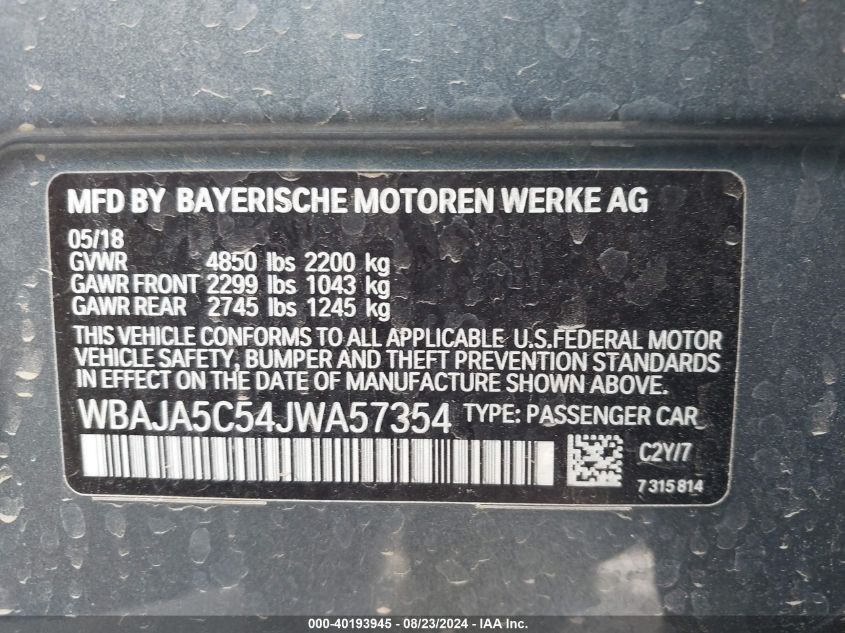 MFD BY BAYERISCHE MOTOREN WERKE AG
05/18
GVWR 4850 lbs 2200 kg
GAWR FRONT 2299 lbs 1043 kg
GAWR REAR 2745 lbs 1245 kg
THIS VEHICLE CONFORMS TO ALL APPLICABLE U.S.FEDERAL MOTOR
VEHICLE SAFETY, BUMPER AND THEFT PREVENTION STANDARDS
IN EFFECT ON THE DATE OF MANUFACTURE SHOWN ABOVE.
WBAJA5C54JWA57354 TYPE: PASSENGER CAR
C2Y/7
7 315 814
000-40193945 - 08/23/2024 - IAA Inc.